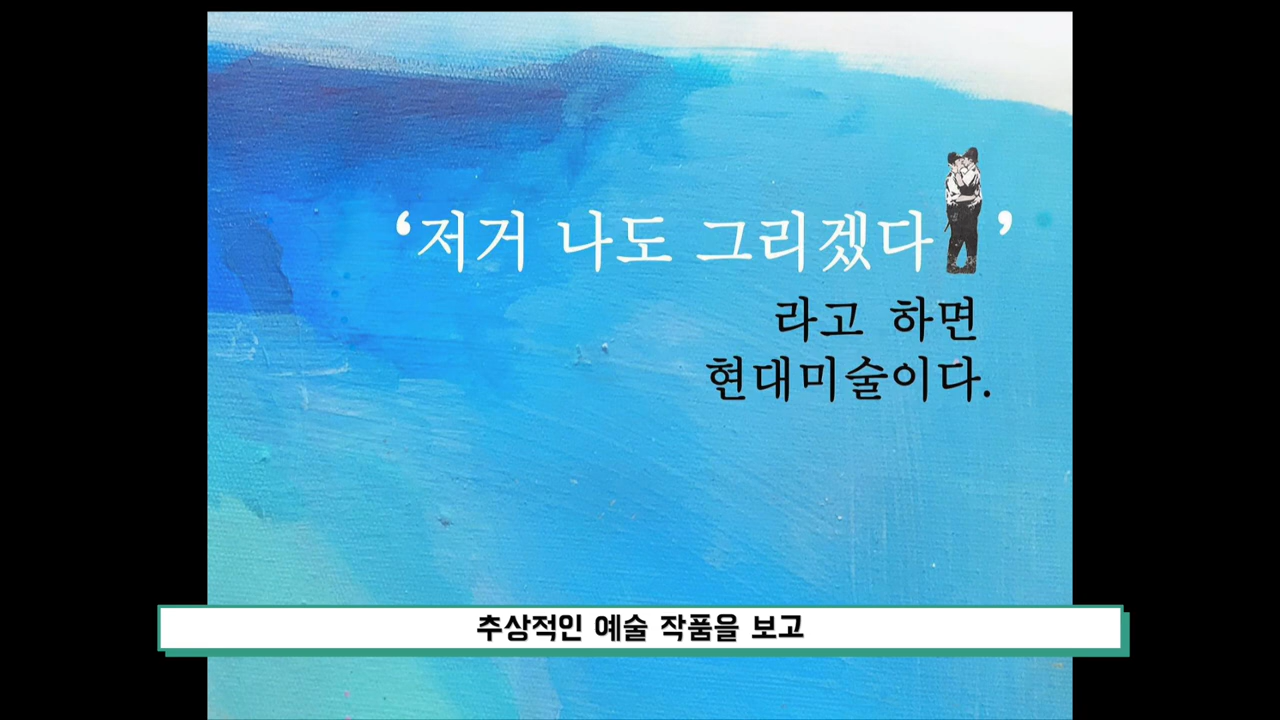 ‘저거 나도 그리겠다’
라고 하면
현대미술이다.
추상적인 예술 작품을 보고